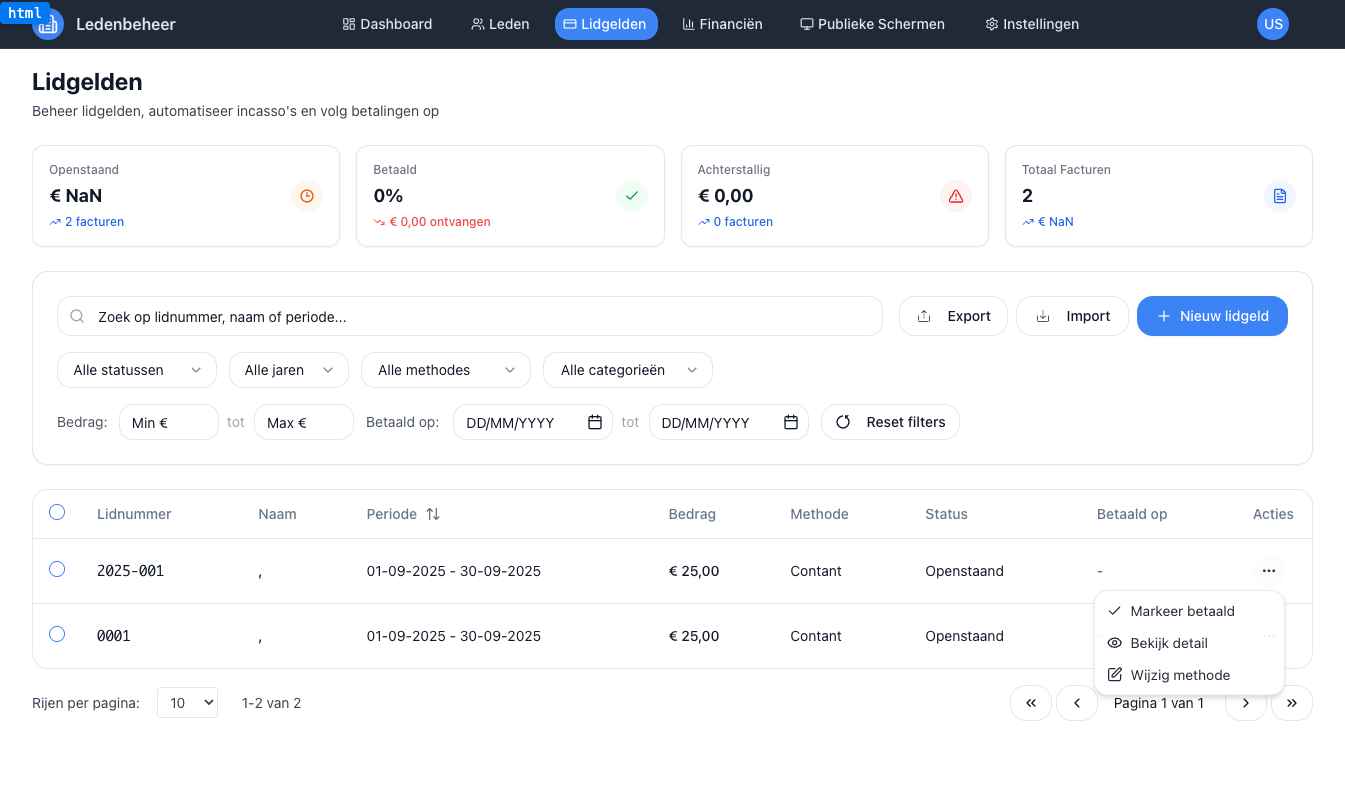 html
Ledenbeheer
Dashboard
Leden
Lidgelden
Financiën
Publieke Schermen
Instellingen
US
Lidgelden
Beheer lidgelden, automatiseer incasso's en volg betalingen op
Openstaand
€ NaN
2 facturen
Betaald
0%
€ 0,00 ontvangen
Achterstallig
€ 0,00
0 facturen
Totaal Facturen
2
€ NaN
Zoek op lidnummer, naam of periode...
Export
Import
Nieuw lidgeld
Alle statussen
Alle jaren
Alle methodes
Alle categorieën
Bedrag:
Min €
tot
Max €
Betaald op:
DD/MM/YYYY
tot
DD/MM/YYYY
Reset filters
Lidnummer Naam Periode Bedrag Methode Status Betaald op Acties
2025-001 , 01-09-2025 - 30-09-2025 € 25,00 Contant Openstaand -
0001 , 01-09-2025 - 30-09-2025 € 25,00 Contant Openstaand
Markeer betaald
Bekijk detail
Wijzig methode
Rijen per pagina: 10 1-2 van 2
« ‹ Pagina 1 van 1 › »